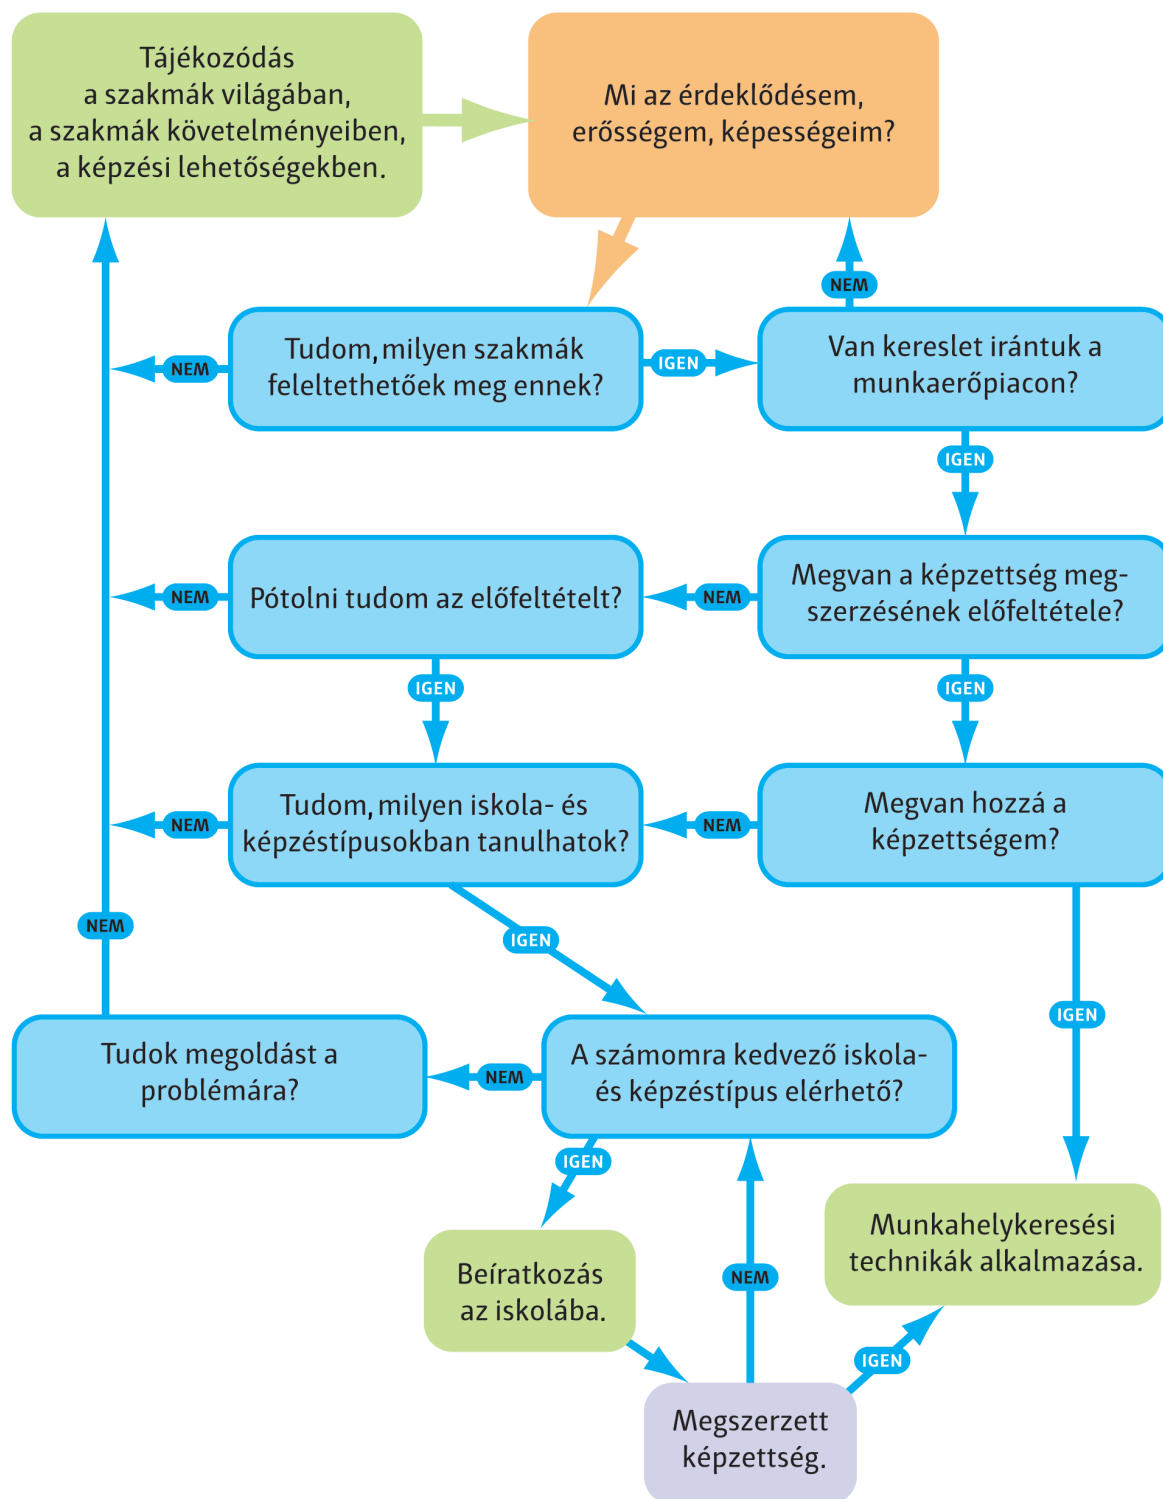 Tájékozódás
a szakmák világában,
a szakmák követelményeiben,
a képzési lehetőségekben.
Mi az érdeklődésem,
erősségem, képességeim?
NEM
Tudom, milyen szakmák
feleltethetőek meg ennek?
NEM
IGEN
Van kereslet irántuk a
munkaerőpiacon?
IGEN
Megvan a képzettség meg-
szerzésének előfeltétele?
NEM
Pótolni tudom az előfeltételt?
NEM
IGEN
IGEN
Tudom, milyen iskola- és
képzéstípusokban tanulhatok?
NEM
NEM
Megvan hozzá a
képzettségem?
NEM
IGEN
IGEN
Tudok megoldást a
problémára?
NEM
A számomra kedvező iskola-
és képzéstípus elérhető?
IGEN
Beíratkozás
az iskolába.
NEM
Munkahelykeresési
technikák alkalmazása.
IGEN
Megszerzett
képzettség.